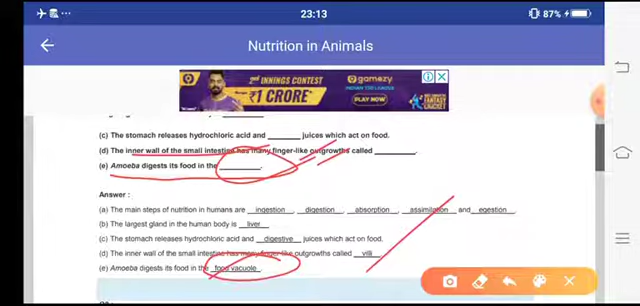 23:13
87%
Nutrition in Animals
2nd INNINGS CONTEST
₹1 CRORE
gamezy
PLAY NOW
FANTASY
CRICKET
(c) The stomach releases hydrochloric acid and ________ juices which act on food.
(d) The inner wall of the small intestine has many finger-like outgrowths called ________.
(e) Amoeba digests its food in the ________.
Answer :
(a) The main steps of nutrition in humans are ingestion, digestion, absorption, assimilation and egestion.
(b) The largest gland in the human body is liver
(c) The stomach releases hydrochloric acid and digestive juices which act on food.
(d) The inner wall of the small intestine has many finger-like outgrowths called villi
(e) Amoeba digests its food in the food vacuole.